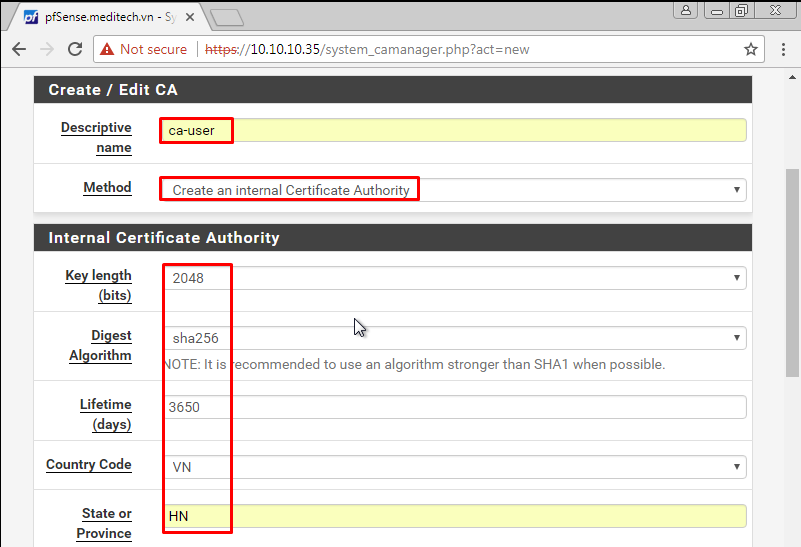 pf pfSense.meditech.vn - Sy
Not secure https://10.10.10.35/system_camanager.php?act=new
Create / Edit CA
Descriptive
name
ca-user
Method
Create an internal Certificate Authority
Internal Certificate Authority
Key length
(bits)
2048
Digest
Algorithm
sha256
NOTE: It is recommended to use an algorithm stronger than SHA1 when possible.
Lifetime
(days)
3650
Country Code
VN
State or
Province
HN